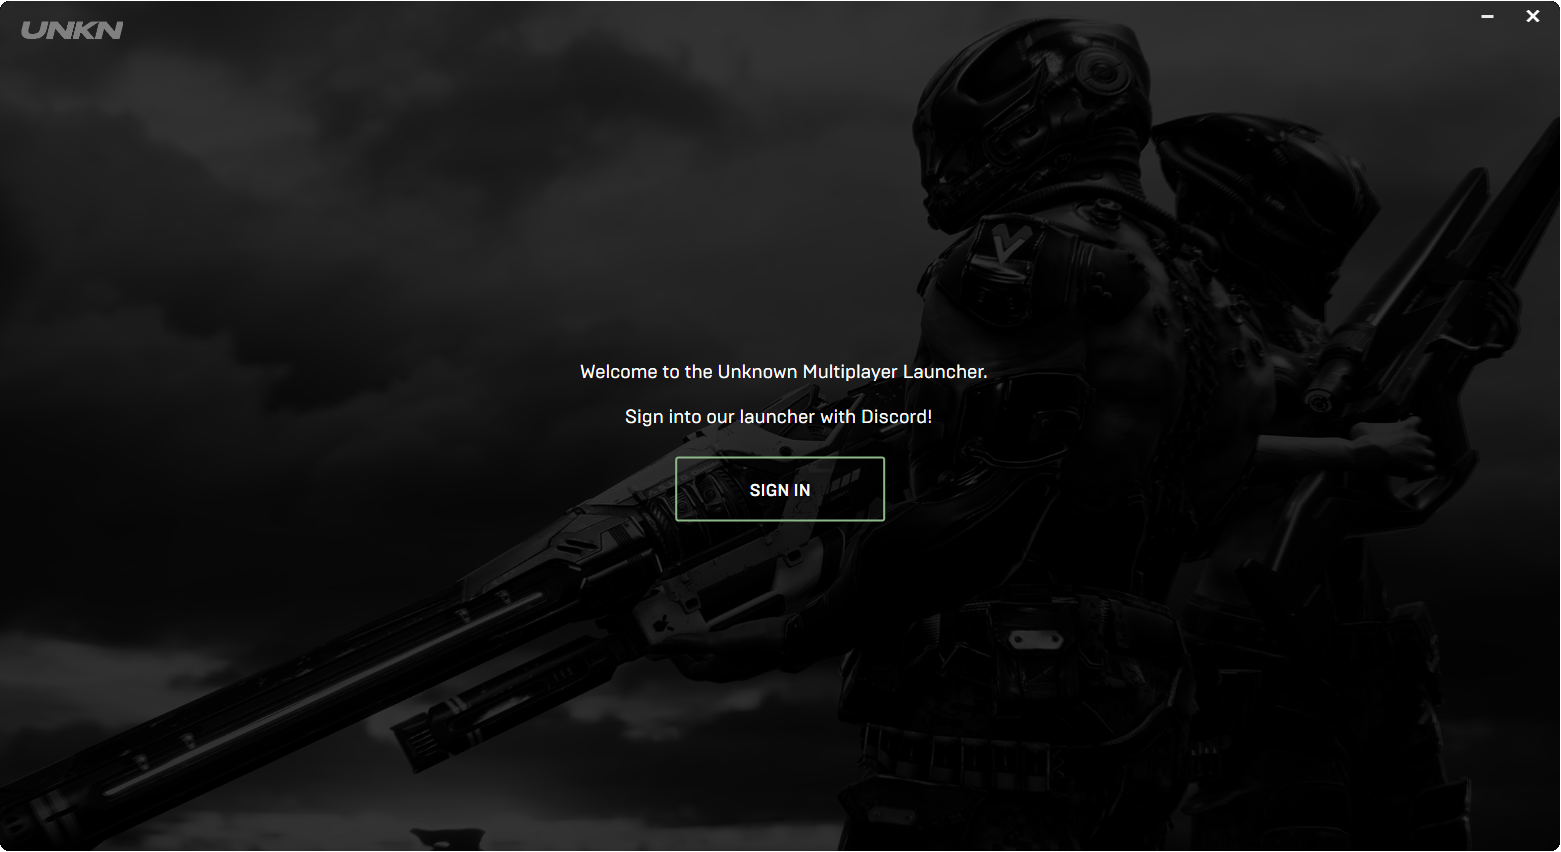 UNKN
Welcome to the Unknown Multiplayer Launcher.
Sign into our launcher with Discord!
SIGN IN